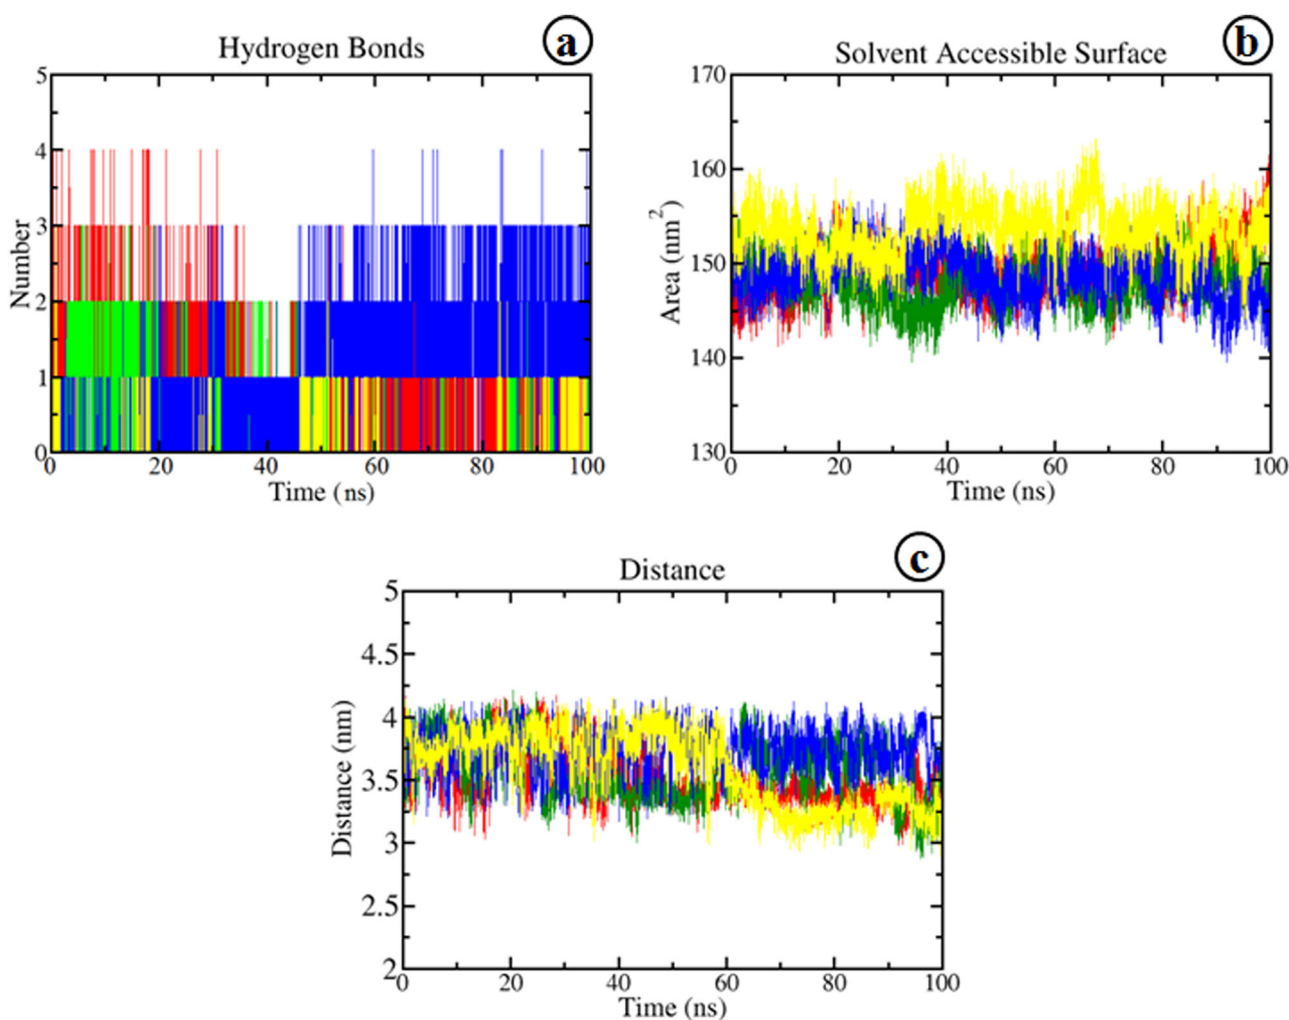 Hydrogen Bonds
a
5
4
3
2
1
0
Number
0 20 40 60 80 100
Time (ns)
Solvent Accessible Surface
b
170
160
150
140
130
Area (nm²)
0 20 40 60 80 100
Time (ns)
Distance
c
5
4.5
4
3.5
3
2.5
2
Distance (nm)
0 20 40 60 80 100
Time (ns)